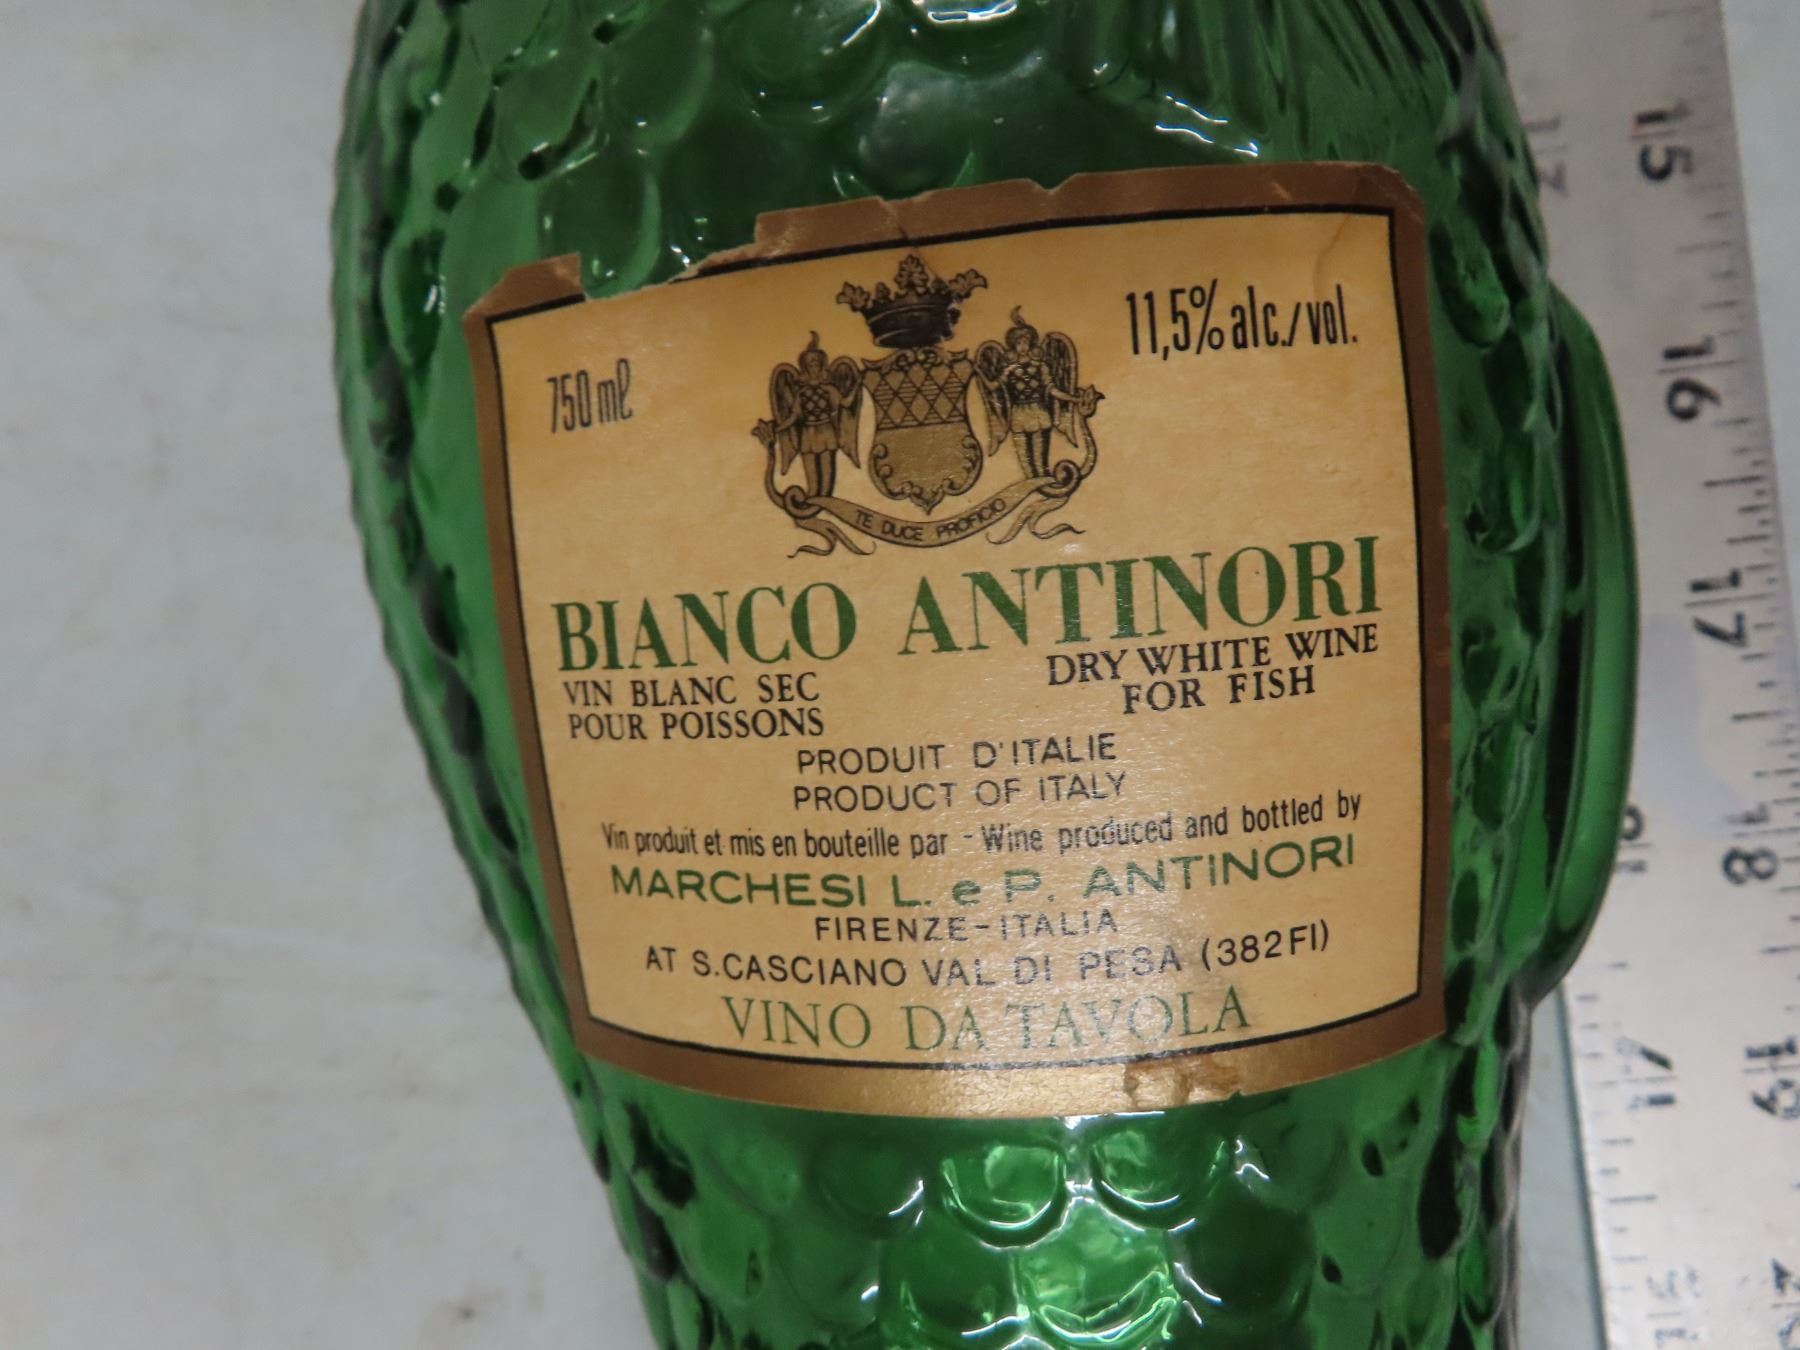 750 ml
11,5% alc./vol.
TE DUCE PROFICIO
BIANCO ANTINORI
VIN BLANC SEC
POUR POISSONS
DRY WHITE WINE
FOR FISH
PRODUIT D'ITALIE
PRODUCT OF ITALY
Vin produit et mis en bouteille par - Wine produced and bottled by
MARCHESI L. e P. ANTINORI
FIRENZE-ITALIA
AT S.CASCIANO VAL DI PESA (382FI)
VINO DA TAVOLA
15
16
17
18
19